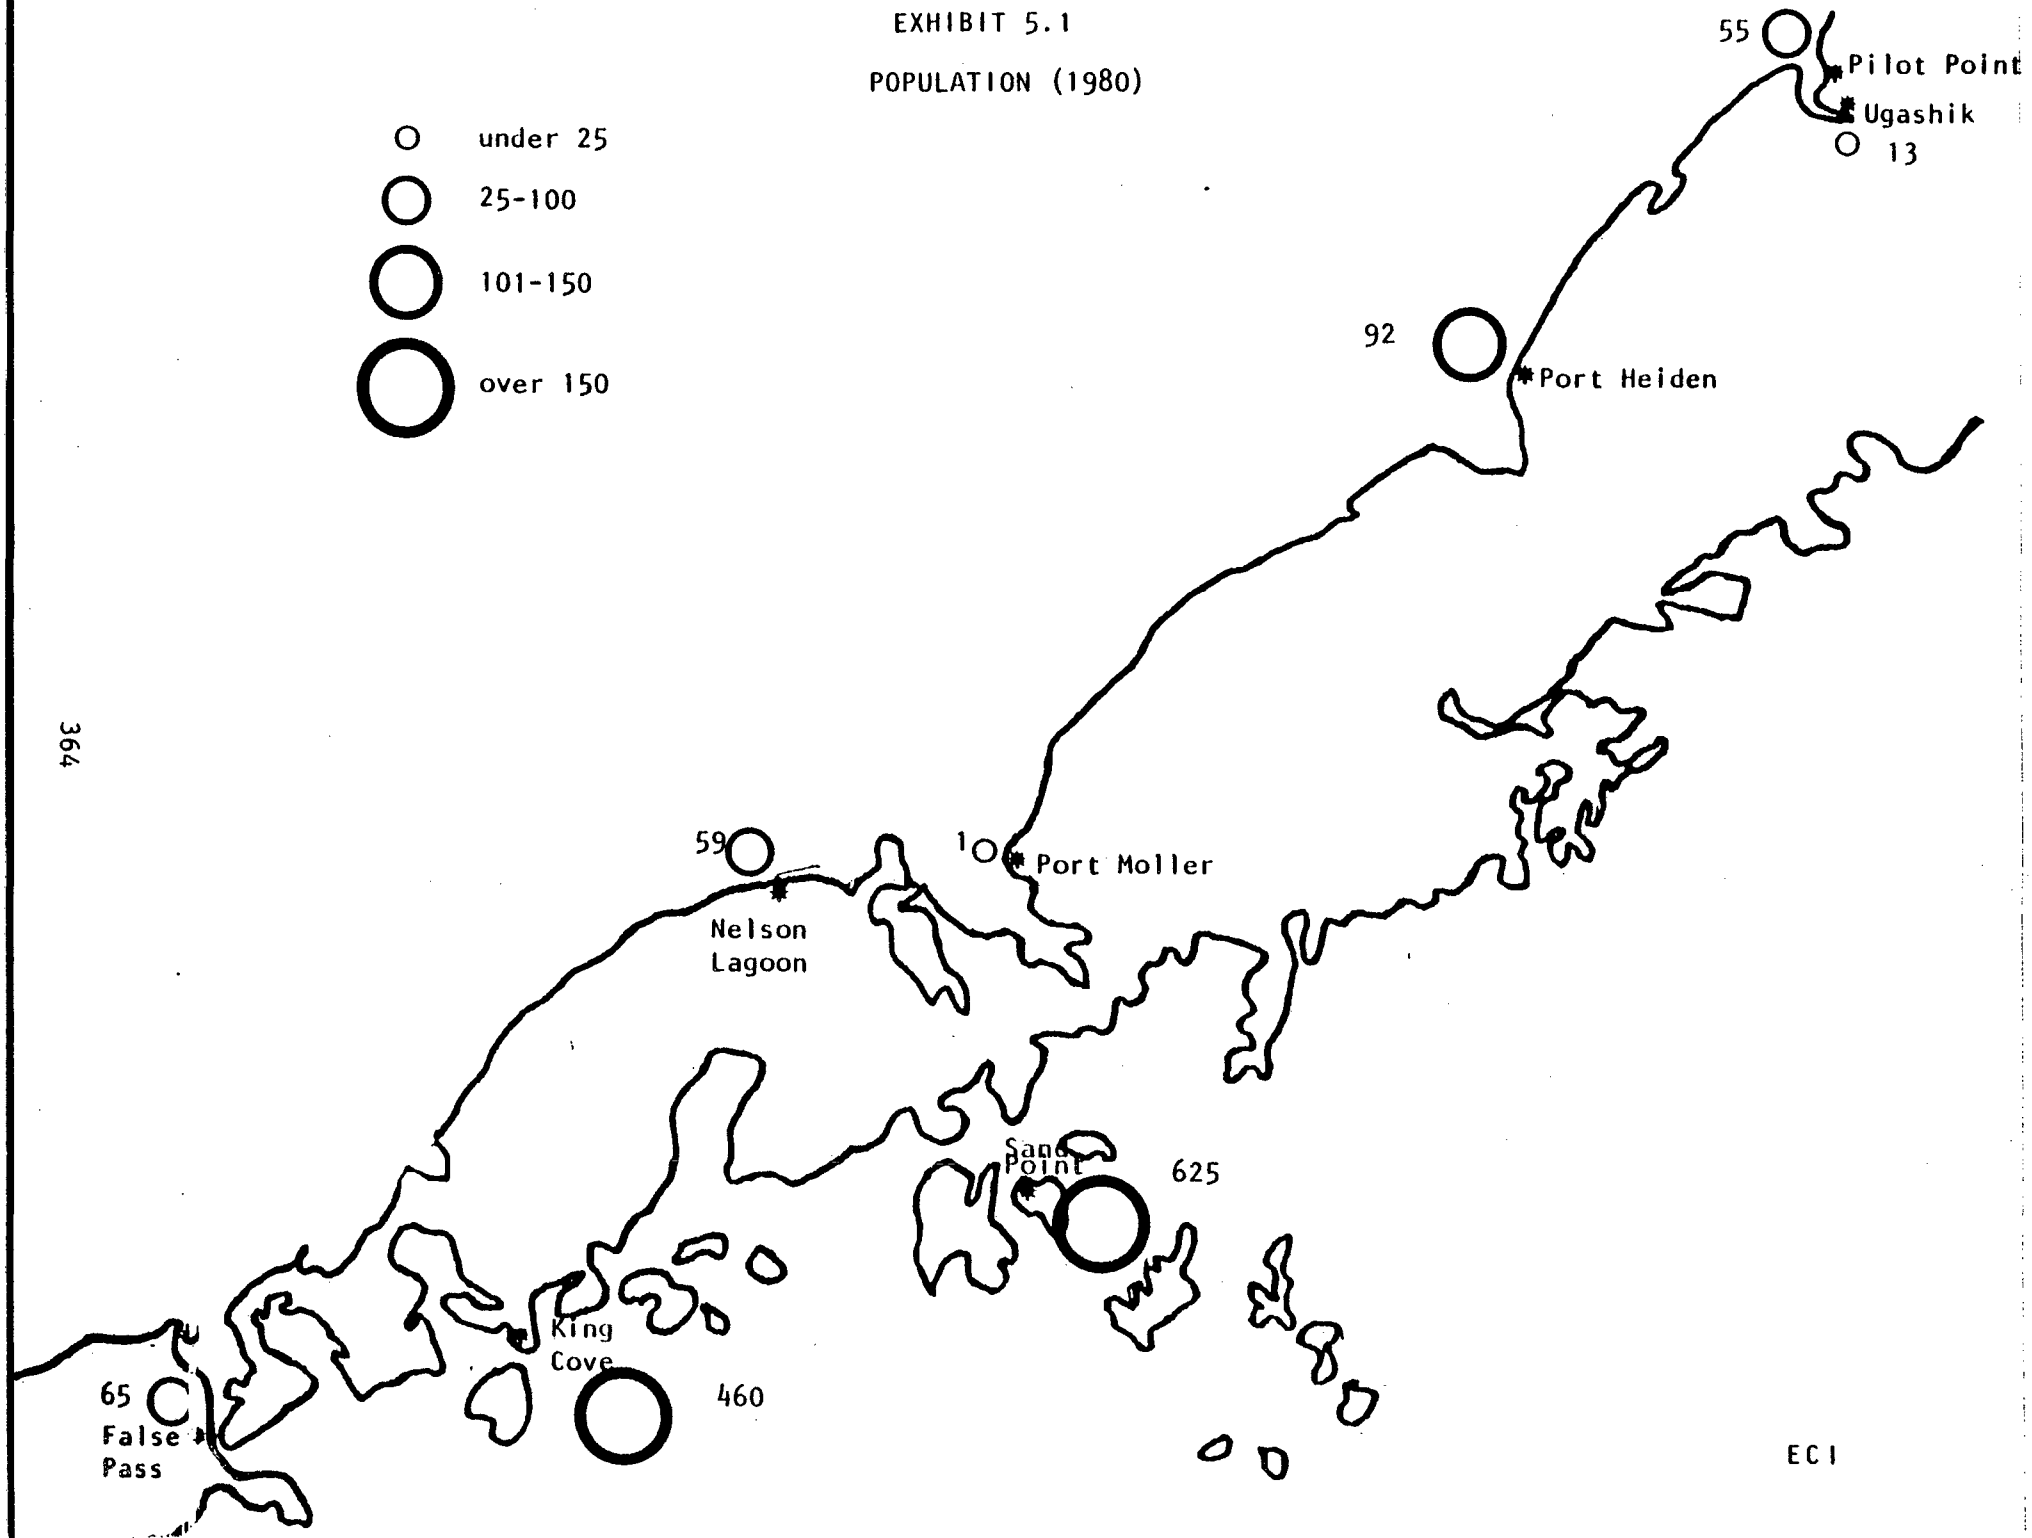 EXHIBIT 5.1
POPULATION (1980)
under 25
25-100
101-150
over 150
55
Pilot Point
Ugashik
13
92
Port Heiden
364
59
Nelson
Lagoon
1
Port Moller
Sand
Point
625
King
Cove
460
65
False
Pass
ECI